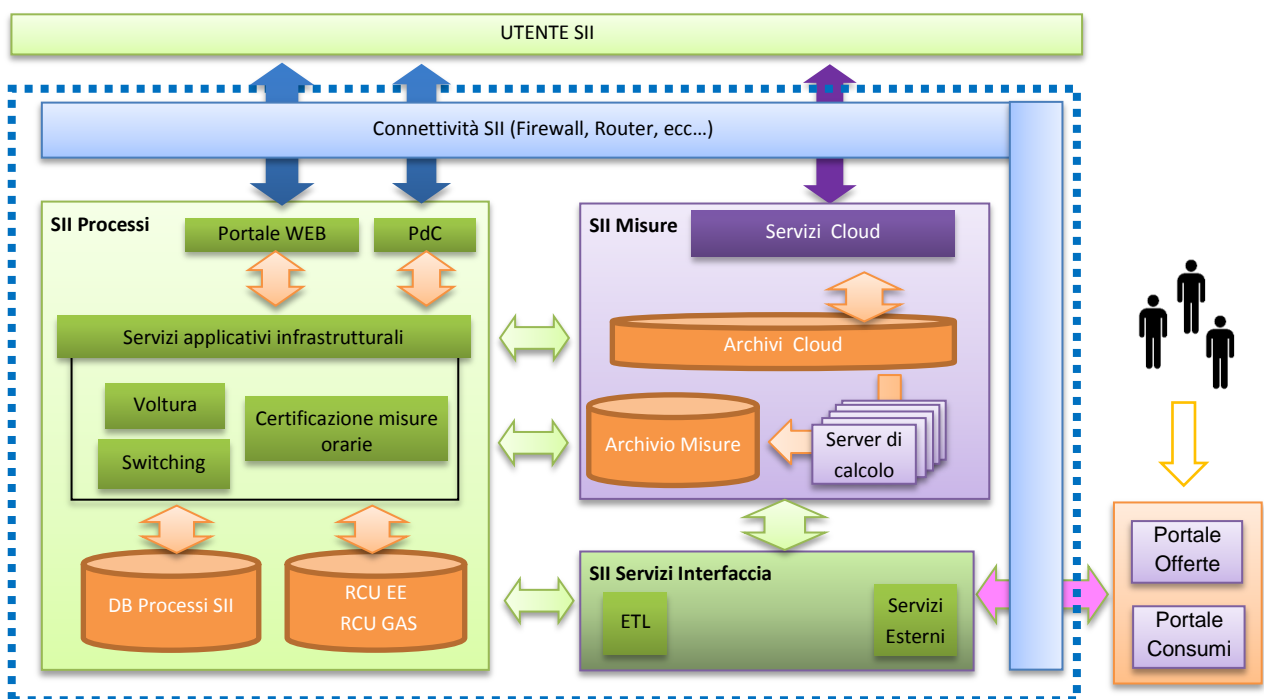 UTENTE SII
Connettività SII (Firewall, Router, ecc...)
SII Processi
Portale WEB
PdC
Servizi applicativi infrastrutturali
Voltura
Switching
Certificazione misure
orarie
DB Processi SII
RCU EE
RCU GAS
SII Misure
Servizi Cloud
Archivi Cloud
Archivio Misure
Server di
calcolo
SII Servizi Interfaccia
ETL
Servizi
Esterni
Portale
Offerte
Portale
Consumi